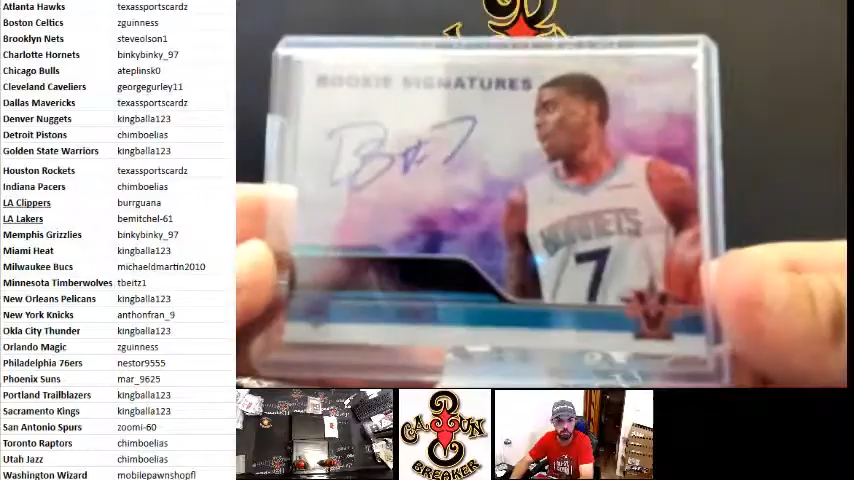 Atlanta Hawks texassportscardz
Boston Celtics zguinness
Brooklyn Nets steveolson1
Charlotte Hornets binkybinky_97
Chicago Bulls ateplinsk0
Cleveland Caveliers georgegurley11
Dallas Mavericks texassportscardz
Denver Nuggets kingballa123
Detroit Pistons chimboelias
Golden State Warriors kingballa123
Houston Rockets texassportscardz
Indiana Pacers chimboelias
LA Clippers burrguana
LA Lakers bemitchel-61
Memphis Grizzlies binkybinky_97
Miami Heat kingballa123
Milwaukee Bucs michaeldmartin2010
Minnesota Timberwolves tbeitz1
New Orleans Pelicans kingballa123
New York Knicks anthonfran_9
Okla City Thunder kingballa123
Orlando Magic zguinness
Philadelphia 76ers nestor9555
Phoenix Suns mar_9625
Portland Trailblazers kingballa123
Sacramento Kings kingballa123
San Antonio Spurs zoomi-60
Toronto Raptors chimboelias
Utah Jazz chimboelias
Washington Wizard mobilepawnshopfl
ROOKIE SIGNATURES
7
V
CAJUN
BREAKER